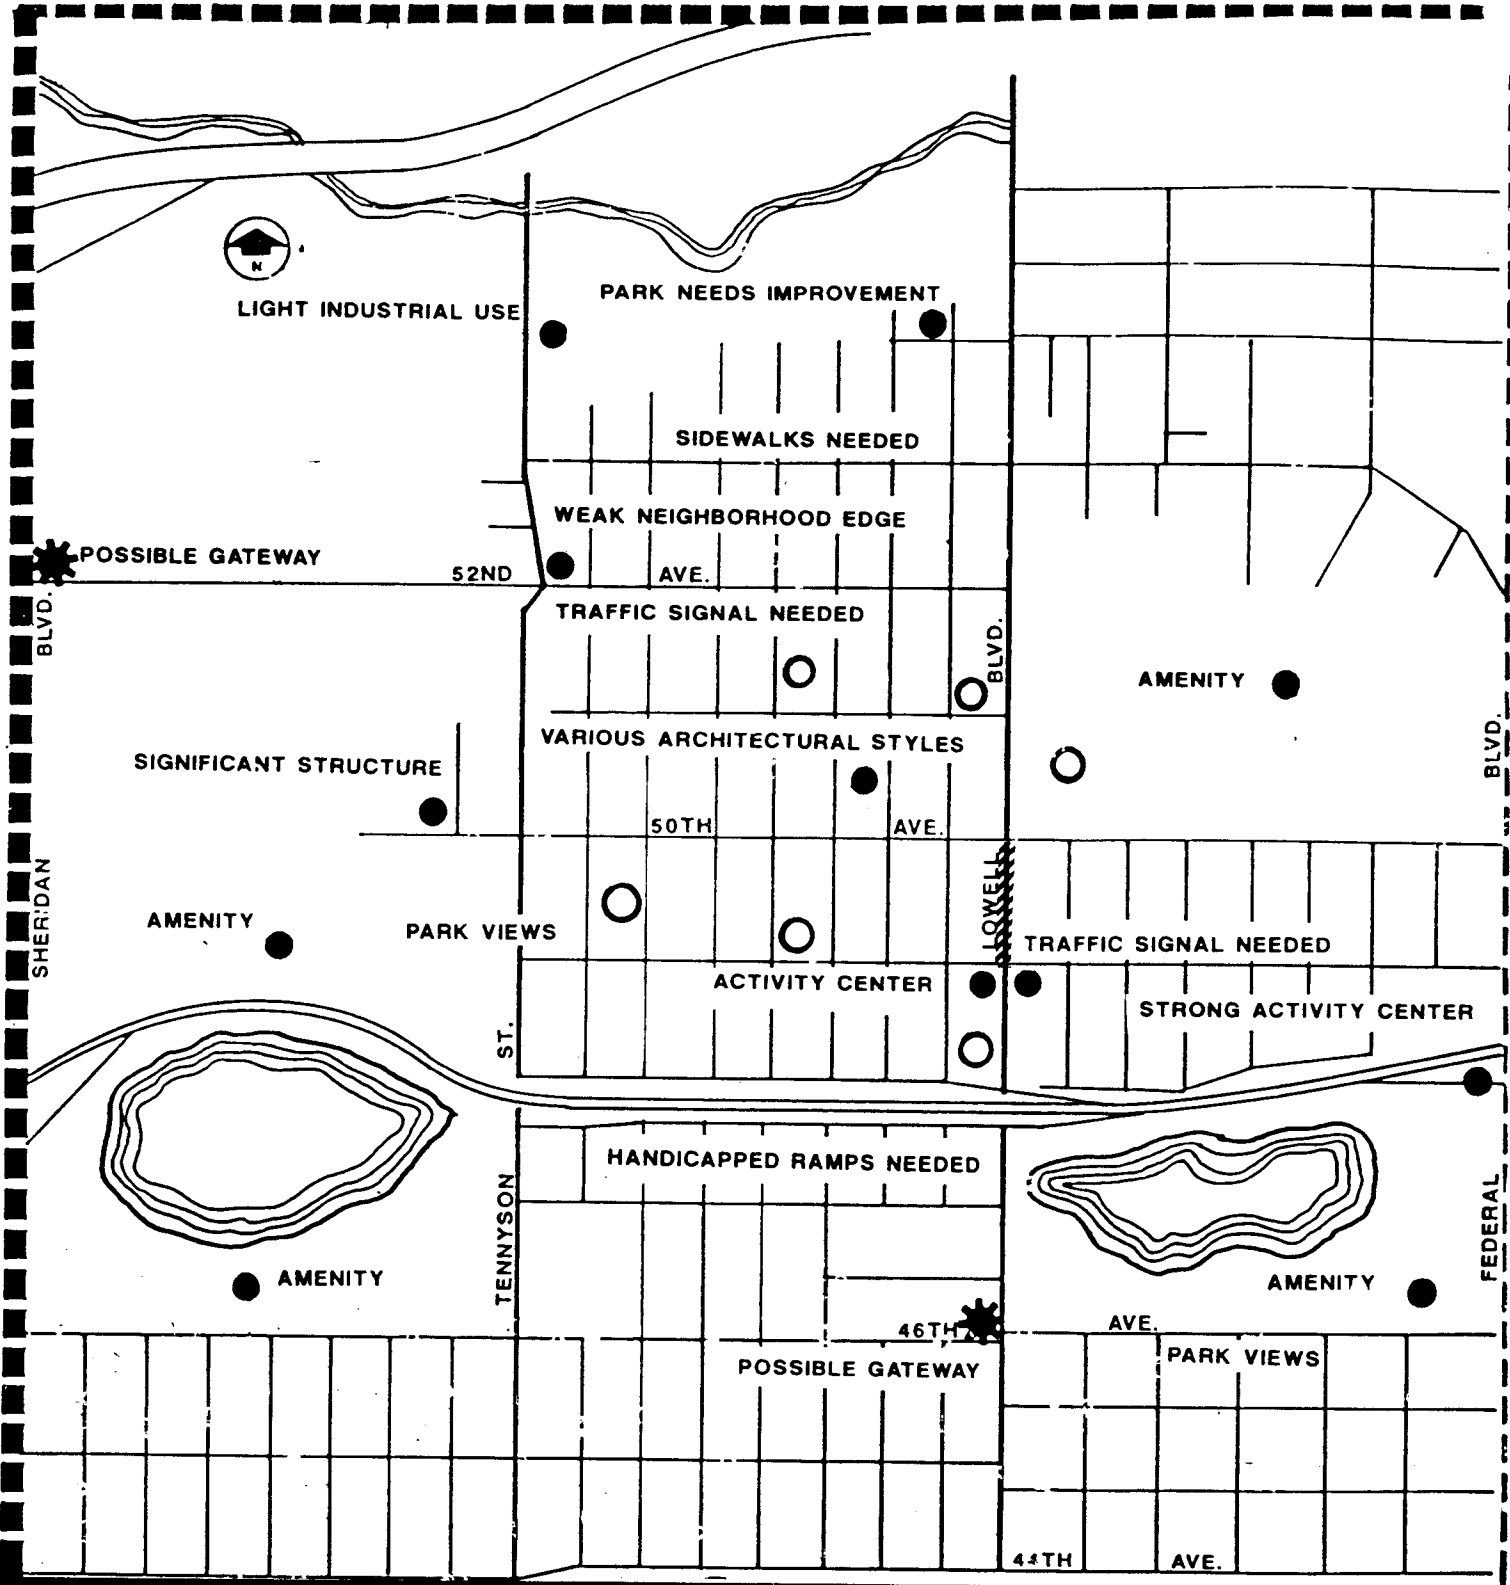 N
LIGHT INDUSTRIAL USE
PARK NEEDS IMPROVEMENT
SIDEWALKS NEEDED
WEAK NEIGHBORHOOD EDGE
POSSIBLE GATEWAY
52ND AVE.
TRAFFIC SIGNAL NEEDED
BLVD.
BLVD.
AMENITY
VARIOUS ARCHITECTURAL STYLES
BLVD.
SIGNIFICANT STRUCTURE
50TH AVE.
SHERIDAN
LOWELL
AMENITY
PARK VIEWS
TRAFFIC SIGNAL NEEDED
ACTIVITY CENTER
STRONG ACTIVITY CENTER
ST.
HANDICAPPED RAMPS NEEDED
TENNYSON
FEDERAL
AMENITY
AMENITY
46TH AVE.
POSSIBLE GATEWAY
PARK VIEWS
44TH AVE.